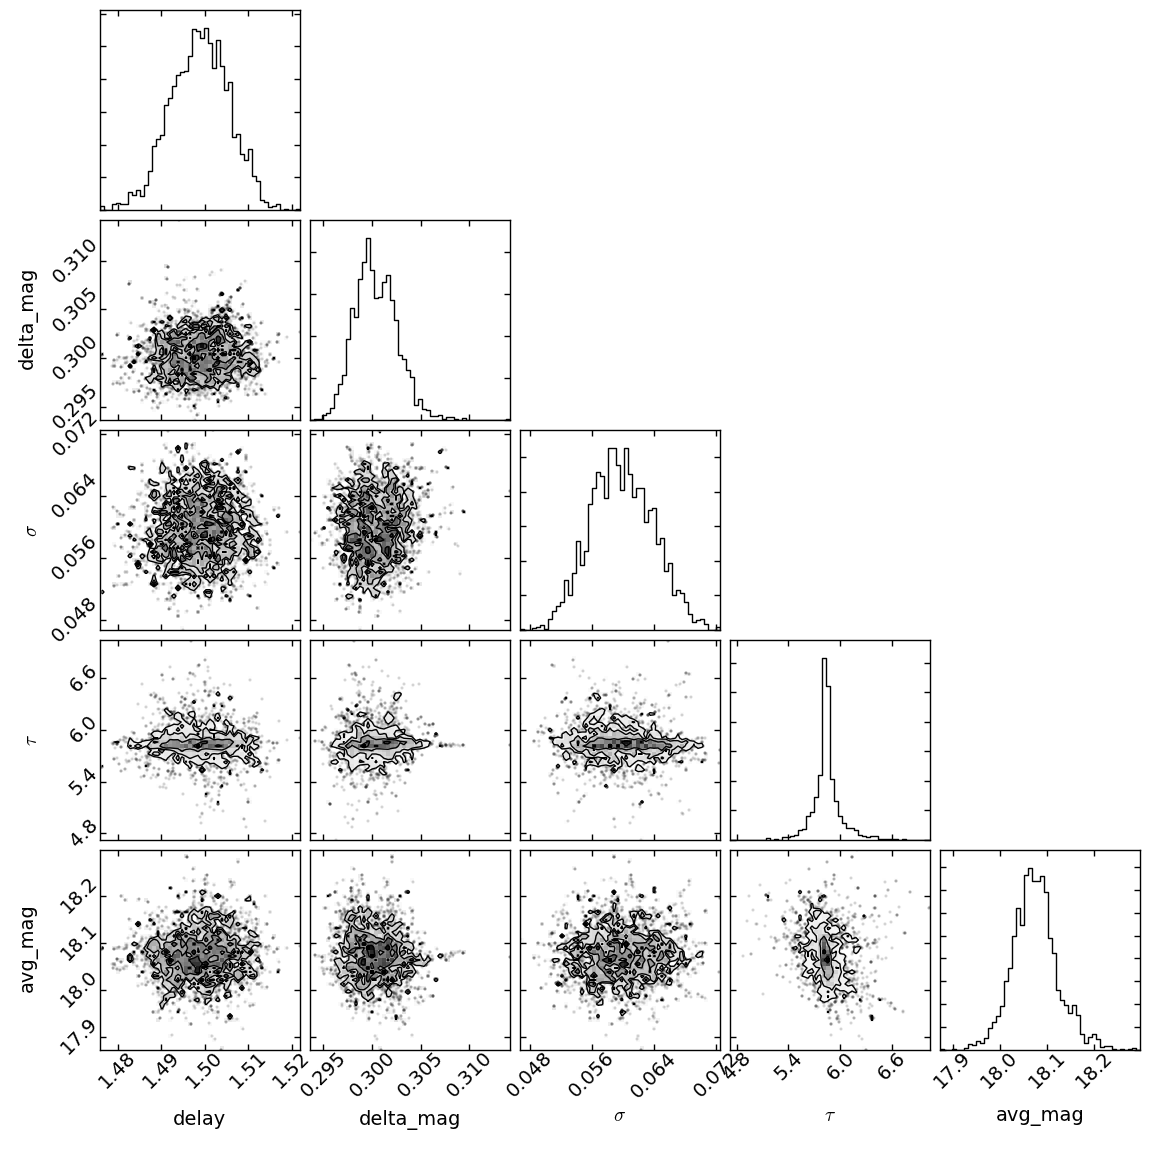 delta_mag
0.310
0.305
0.300
0.295
σ
0.072
0.064
0.056
0.048
τ
6.6
6.0
5.4
4.8
avg_mag
18.2
18.1
18.0
17.9
1.48 1.49 1.50 1.51 1.52
0.295 0.300 0.305 0.310
0.048 0.056 0.064 0.072
4.8 5.4 6.0 6.6
17.9 18.0 18.1 18.2
delay delta_mag σ τ avg_mag